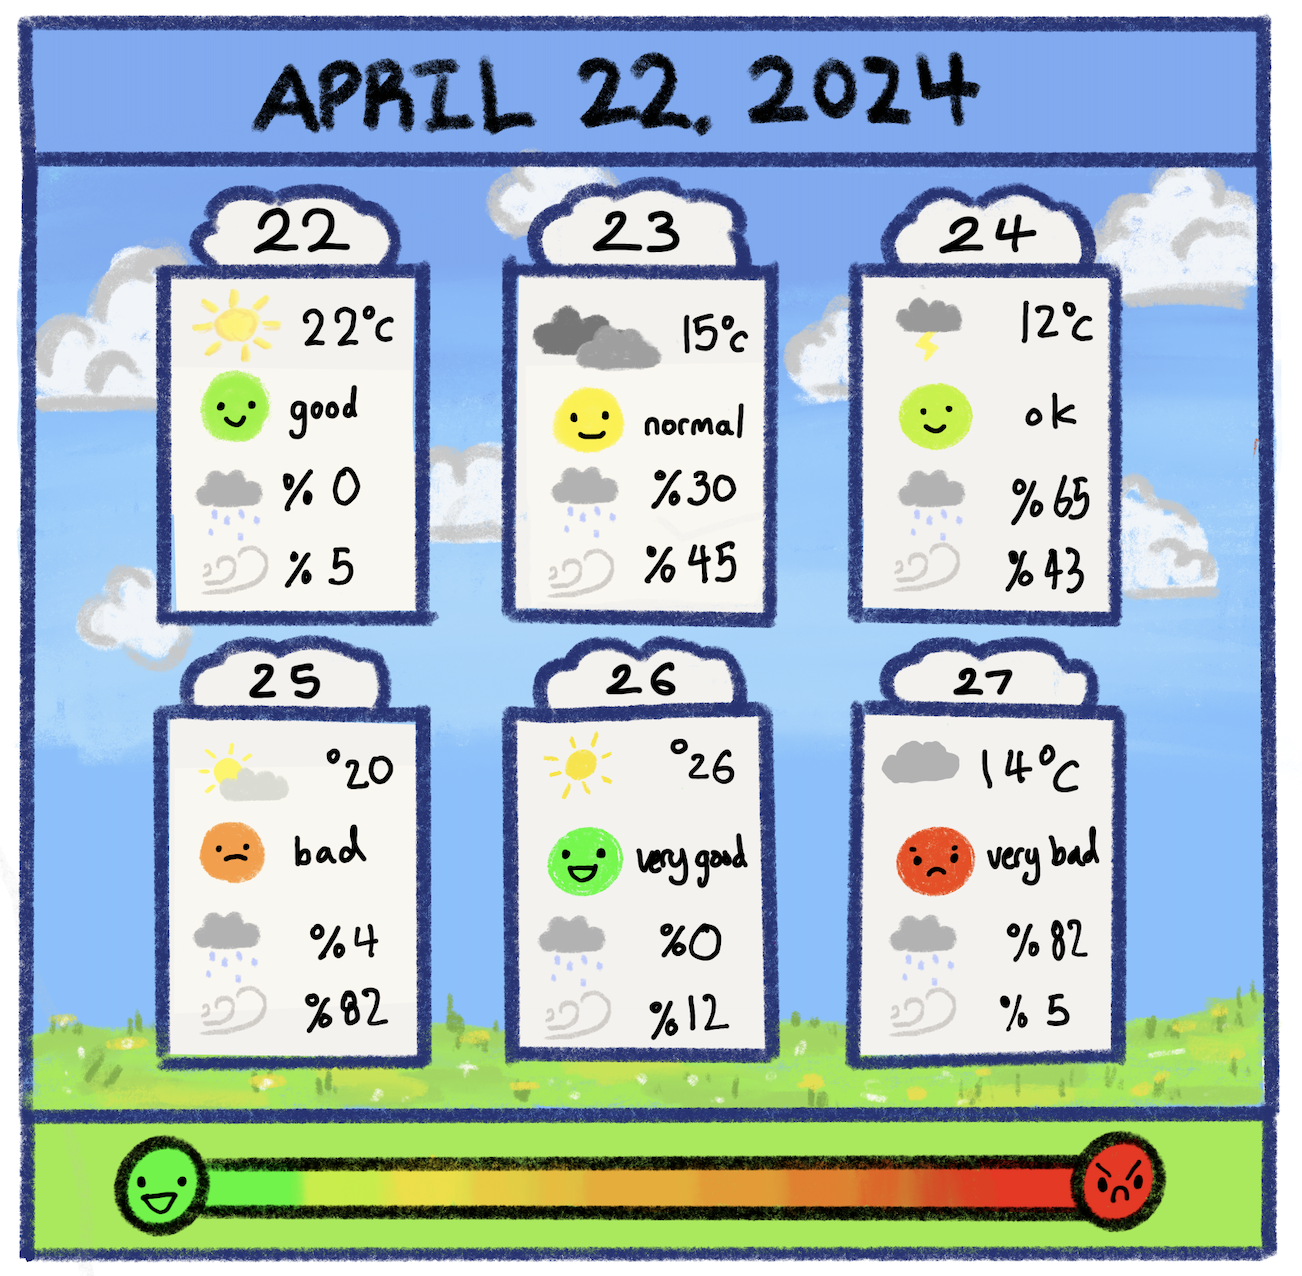 APRIL 22, 2024
22
22°c
good
% 0
% 5
23
15°c
normal
%30
%45
24
12°c
ok
%65
%43
25
°20
bad
%4
%82
26
°26
very good
%0
%12
27
14°C
very bad
%82
% 5